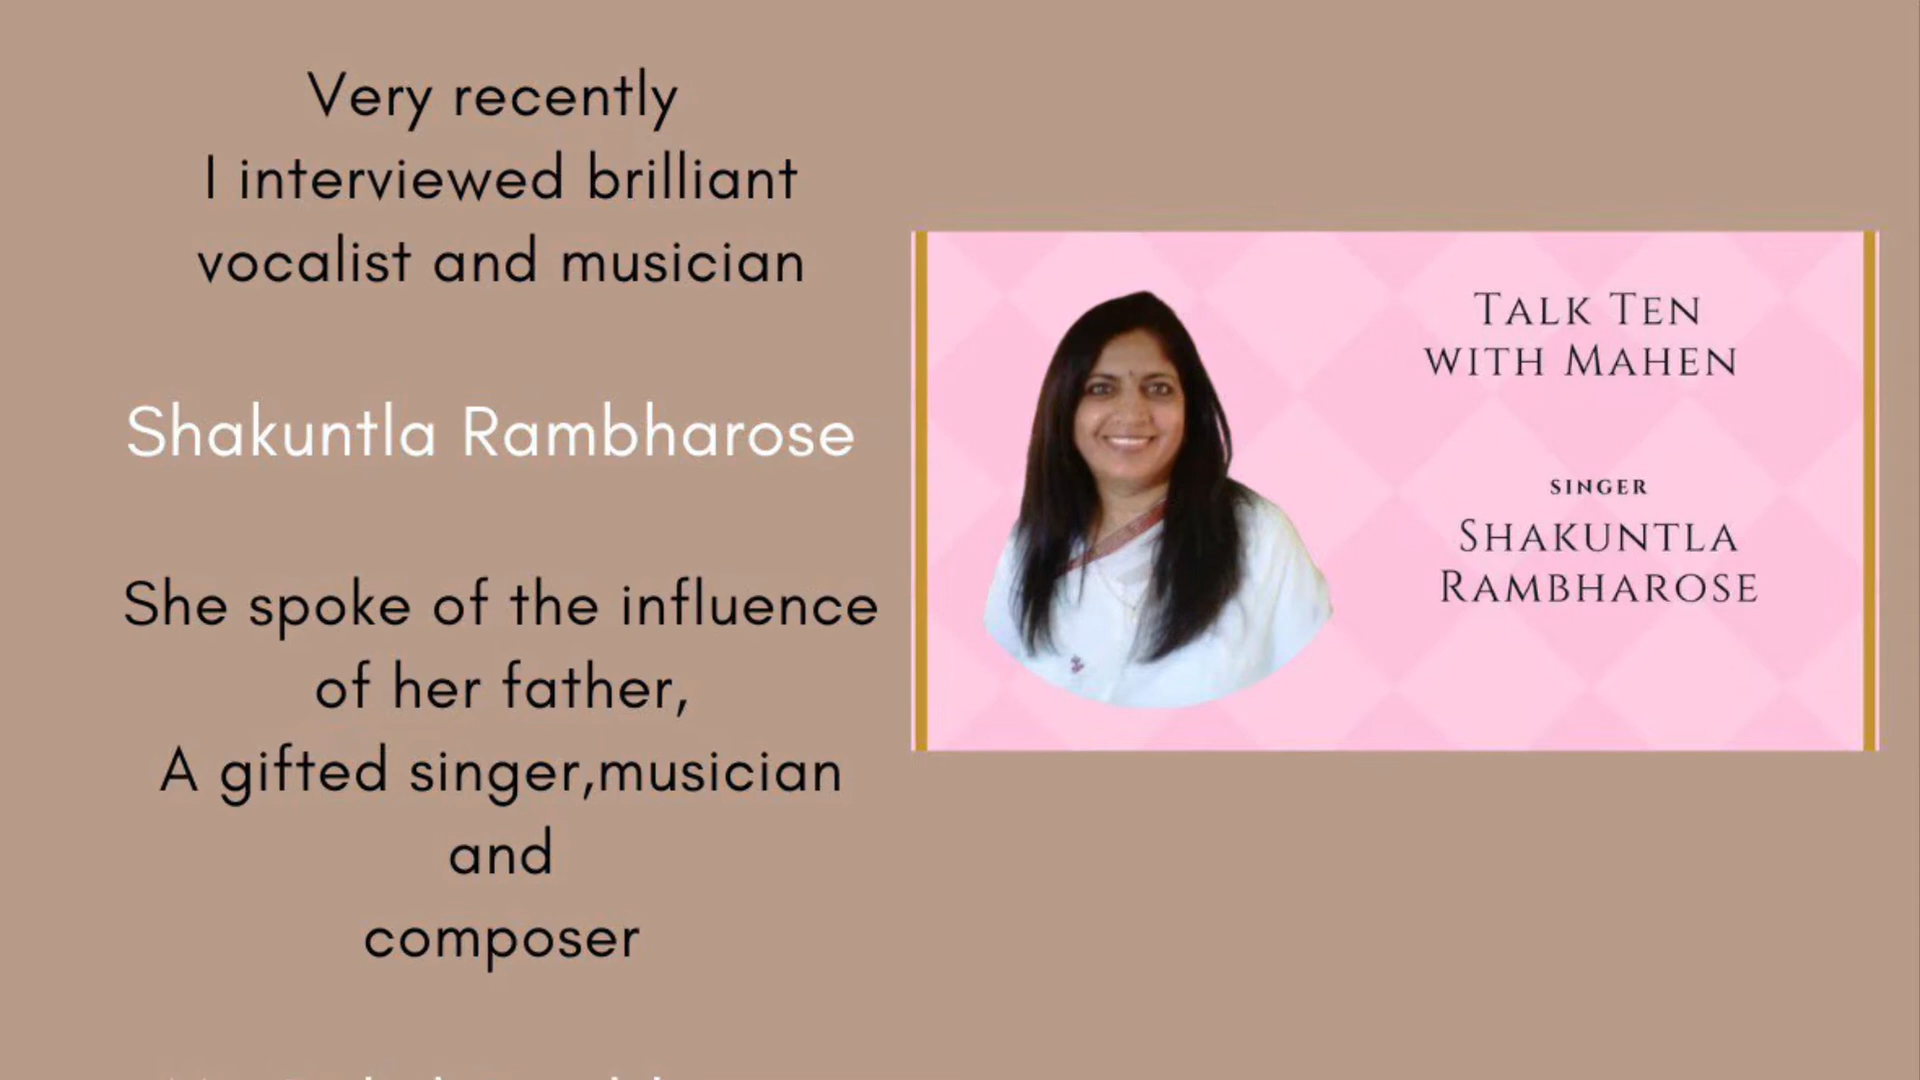 Very recently
I interviewed brilliant
vocalist and musician
Shakuntla Rambharose
She spoke of the influence
of her father,
A gifted singer,musician
and
composer
TALK TEN
WITH MAHEN
SINGER
SHAKUNTLA
RAMBHAROSE